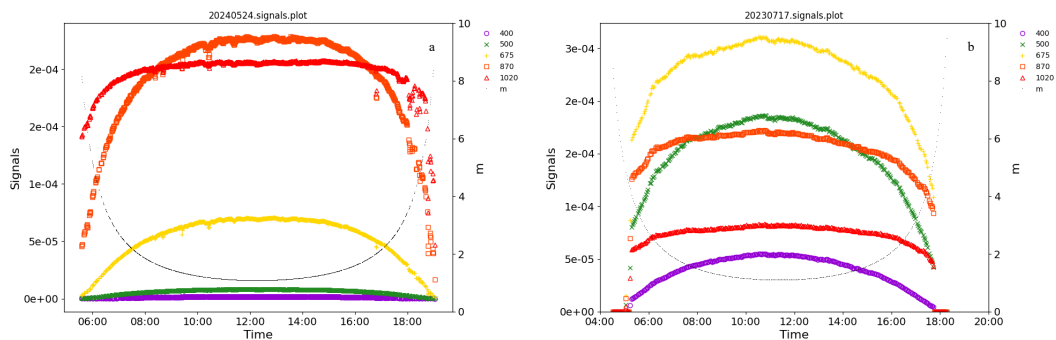 20240524.signals.plot
a
Signals
2e-04
2e-04
1e-04
5e-05
0e+00
10
8
6
4
2
0
m
06:00
08:00
10:00
12:00
14:00
16:00
18:00
Time
400
500
675
870
1020
m
20230717.signals.plot
b
Signals
3e-04
2e-04
2e-04
1e-04
5e-05
0e+00
10
8
6
4
2
0
m
04:00
06:00
08:00
10:00
12:00
14:00
16:00
18:00
20:00
Time
400
500
675
870
1020
m